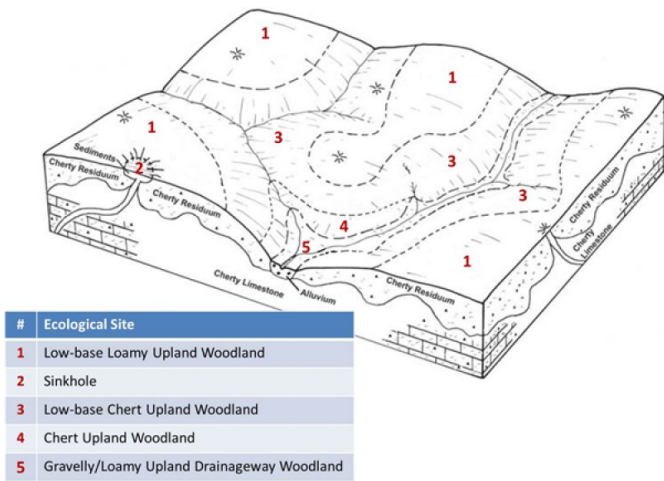 1
1
1
3
Sediments
2
Cherty Residuum
3
3
Cherty Residuum
4
5
1
Cherty Residuum
Cherty
Limestone
Cherty Limestone
Alluvium
Cherty Residuum
# Ecological Site
1 Low-base Loamy Upland Woodland
2 Sinkhole
3 Low-base Chert Upland Woodland
4 Chert Upland Woodland
5 Gravelly/Loamy Upland Drainageway Woodland